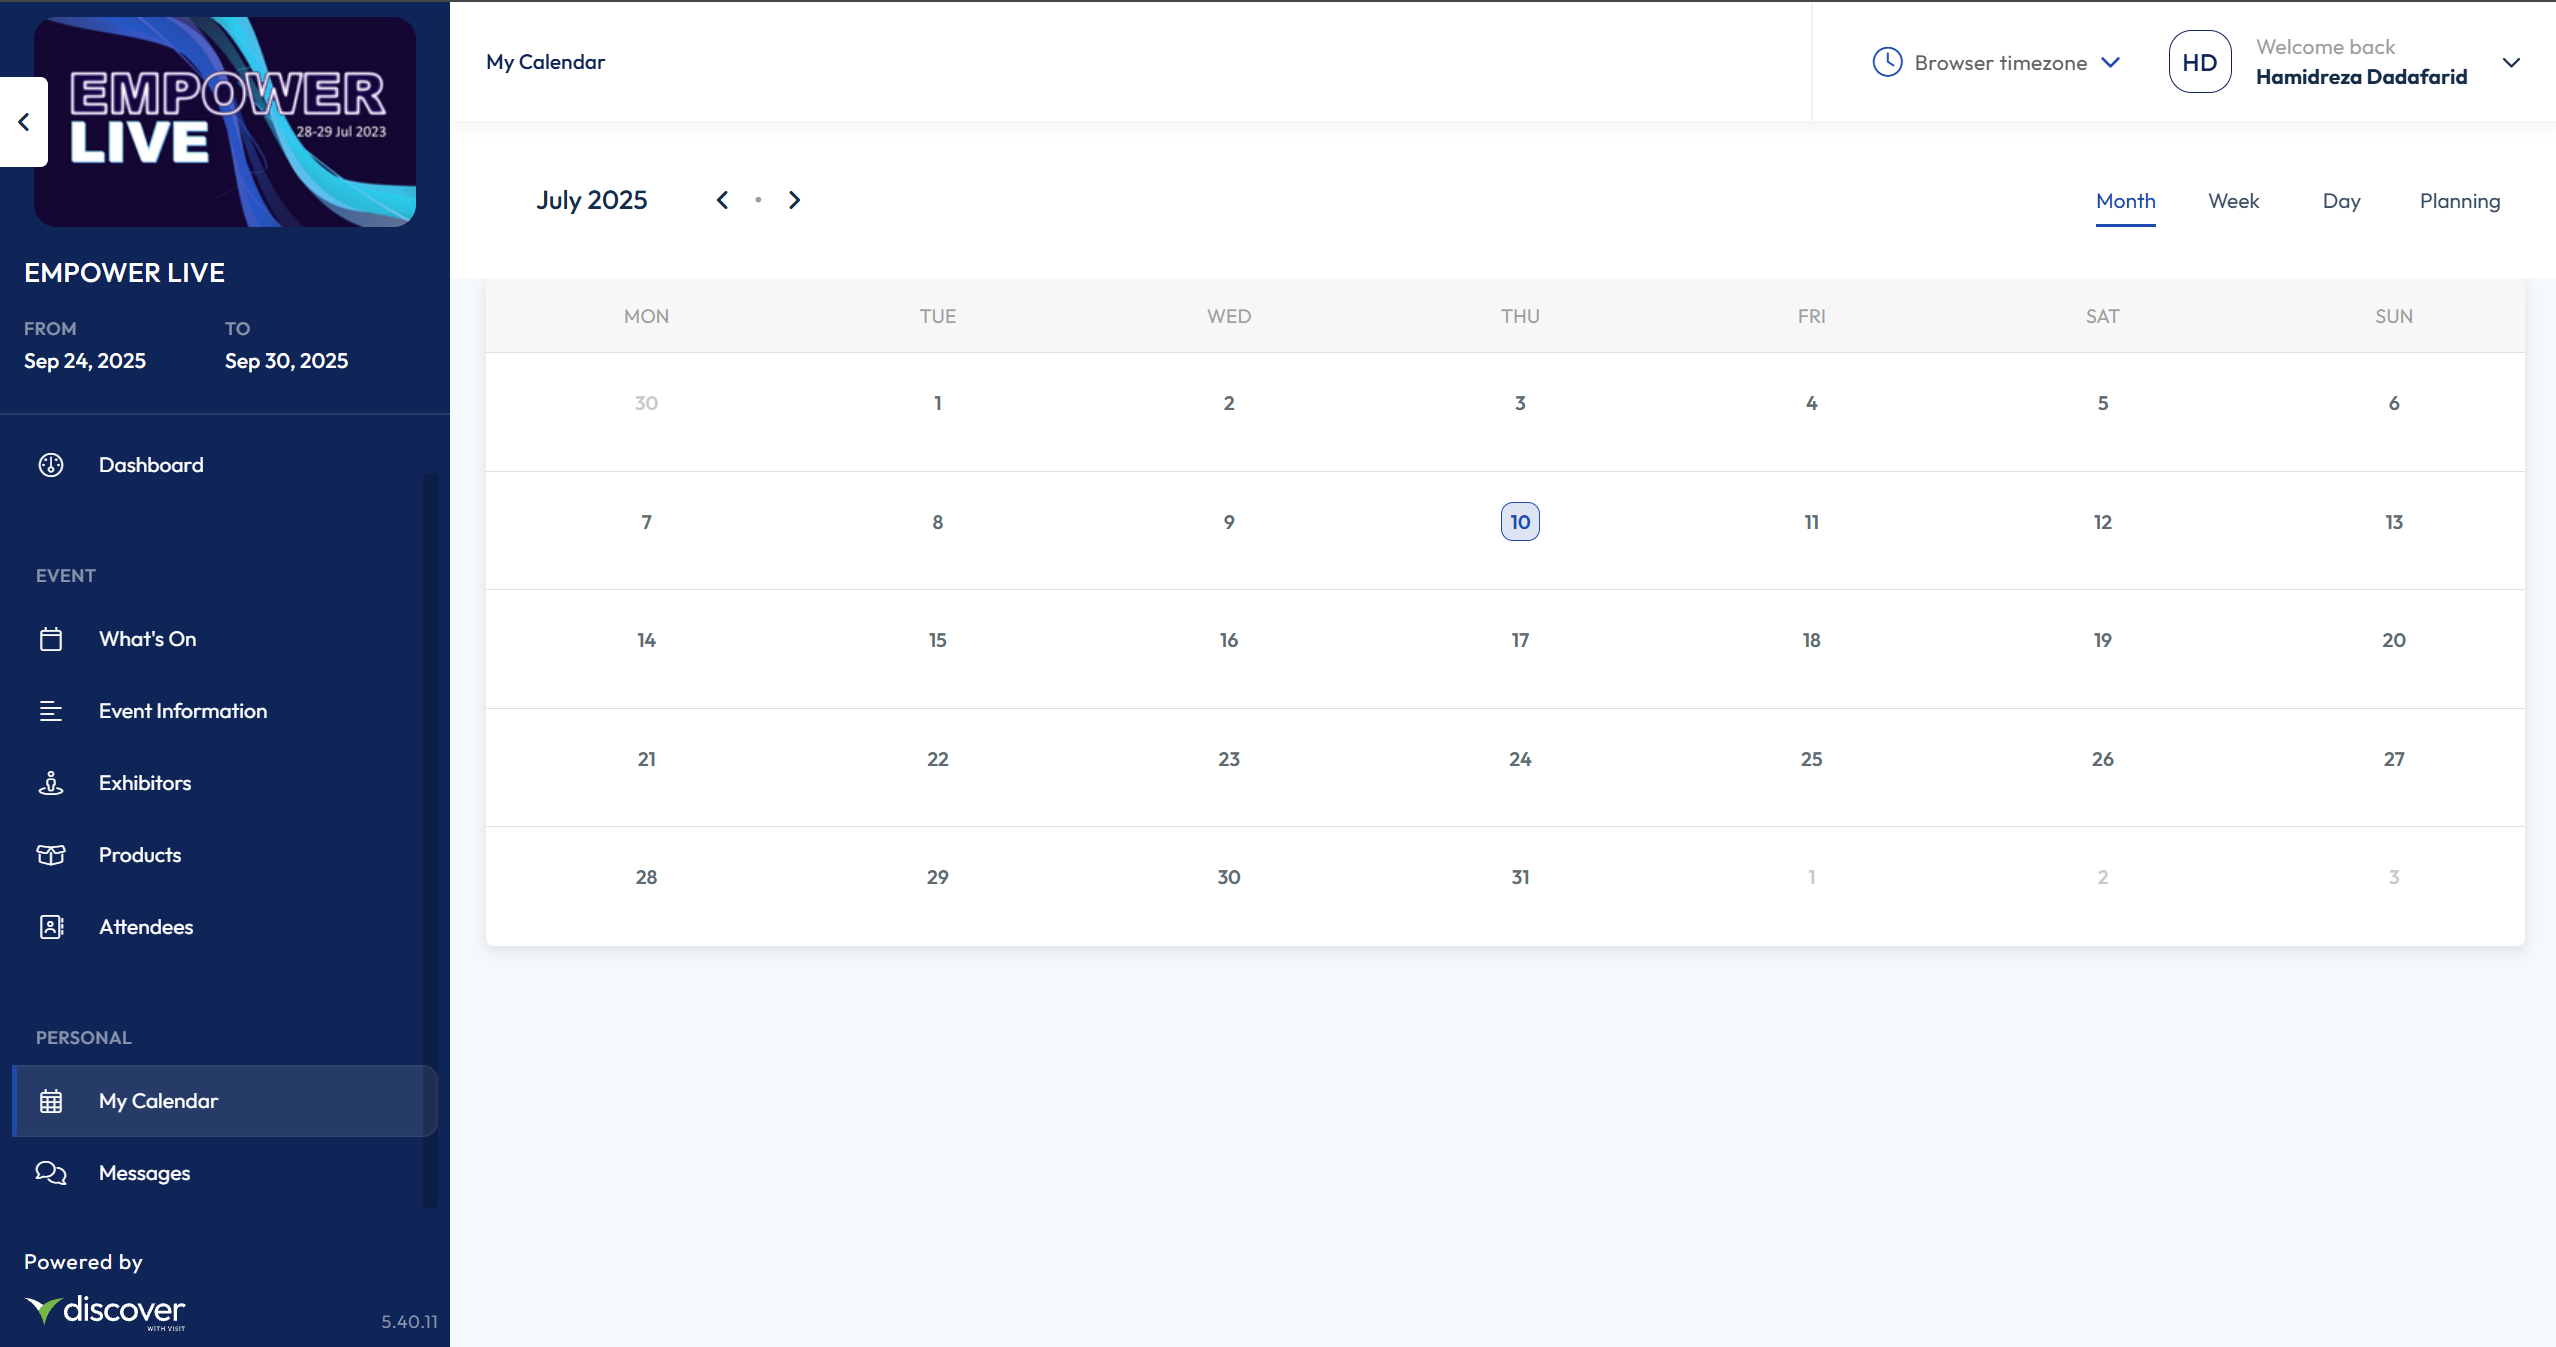 EMPOWER
LIVE
28-29 Jul 2023
EMPOWER LIVE
FROM TO
Sep 24, 2025 Sep 30, 2025
Dashboard
EVENT
What's On
Event Information
Exhibitors
Products
Attendees
PERSONAL
My Calendar
Messages
Powered by
discover
WITH VISIT
5.40.11
My Calendar
Browser timezone
HD
Welcome back
Hamidreza Dadafarid
July 2025
Month Week Day Planning
MON TUE WED THU FRI SAT SUN
30 1 2 3 4 5 6
7 8 9 10 11 12 13
14 15 16 17 18 19 20
21 22 23 24 25 26 27
28 29 30 31 1 2 3